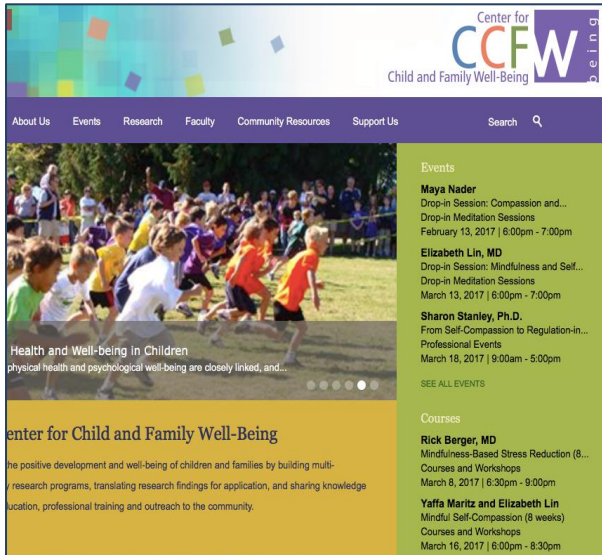 Center for
CCFW
being
Child and Family Well-Being
About Us Events Research Faculty Community Resources Support Us Search
Health and Well-being in Children
physical health and psychological well-being are closely linked, and...
enter for Child and Family Well-Being
he positive development and well-being of children and families by building multi-
y research programs, translating research findings for application, and sharing knowledge
ucation, professional training and outreach to the community.
Events
Maya Nader
Drop-in Session: Compassion and...
Drop-in Meditation Sessions
February 13, 2017 | 6:00pm - 7:00pm
Elizabeth Lin, MD
Drop-in Session: Mindfulness and Self...
Drop-in Meditation Sessions
March 13, 2017 | 6:00pm - 7:00pm
Sharon Stanley, Ph.D.
From Self-Compassion to Regulation-in...
Professional Events
March 18, 2017 | 9:00am - 5:00pm
SEE ALL EVENTS
Courses
Rick Berger, MD
Mindfulness-Based Stress Reduction (8...
Courses and Workshops
March 8, 2017 | 6:30pm - 9:00pm
Yaffa Maritz and Elizabeth Lin
Mindful Self-Compassion (8 weeks)
Courses and Workshops
March 16, 2017 | 6:00pm - 8:30pm